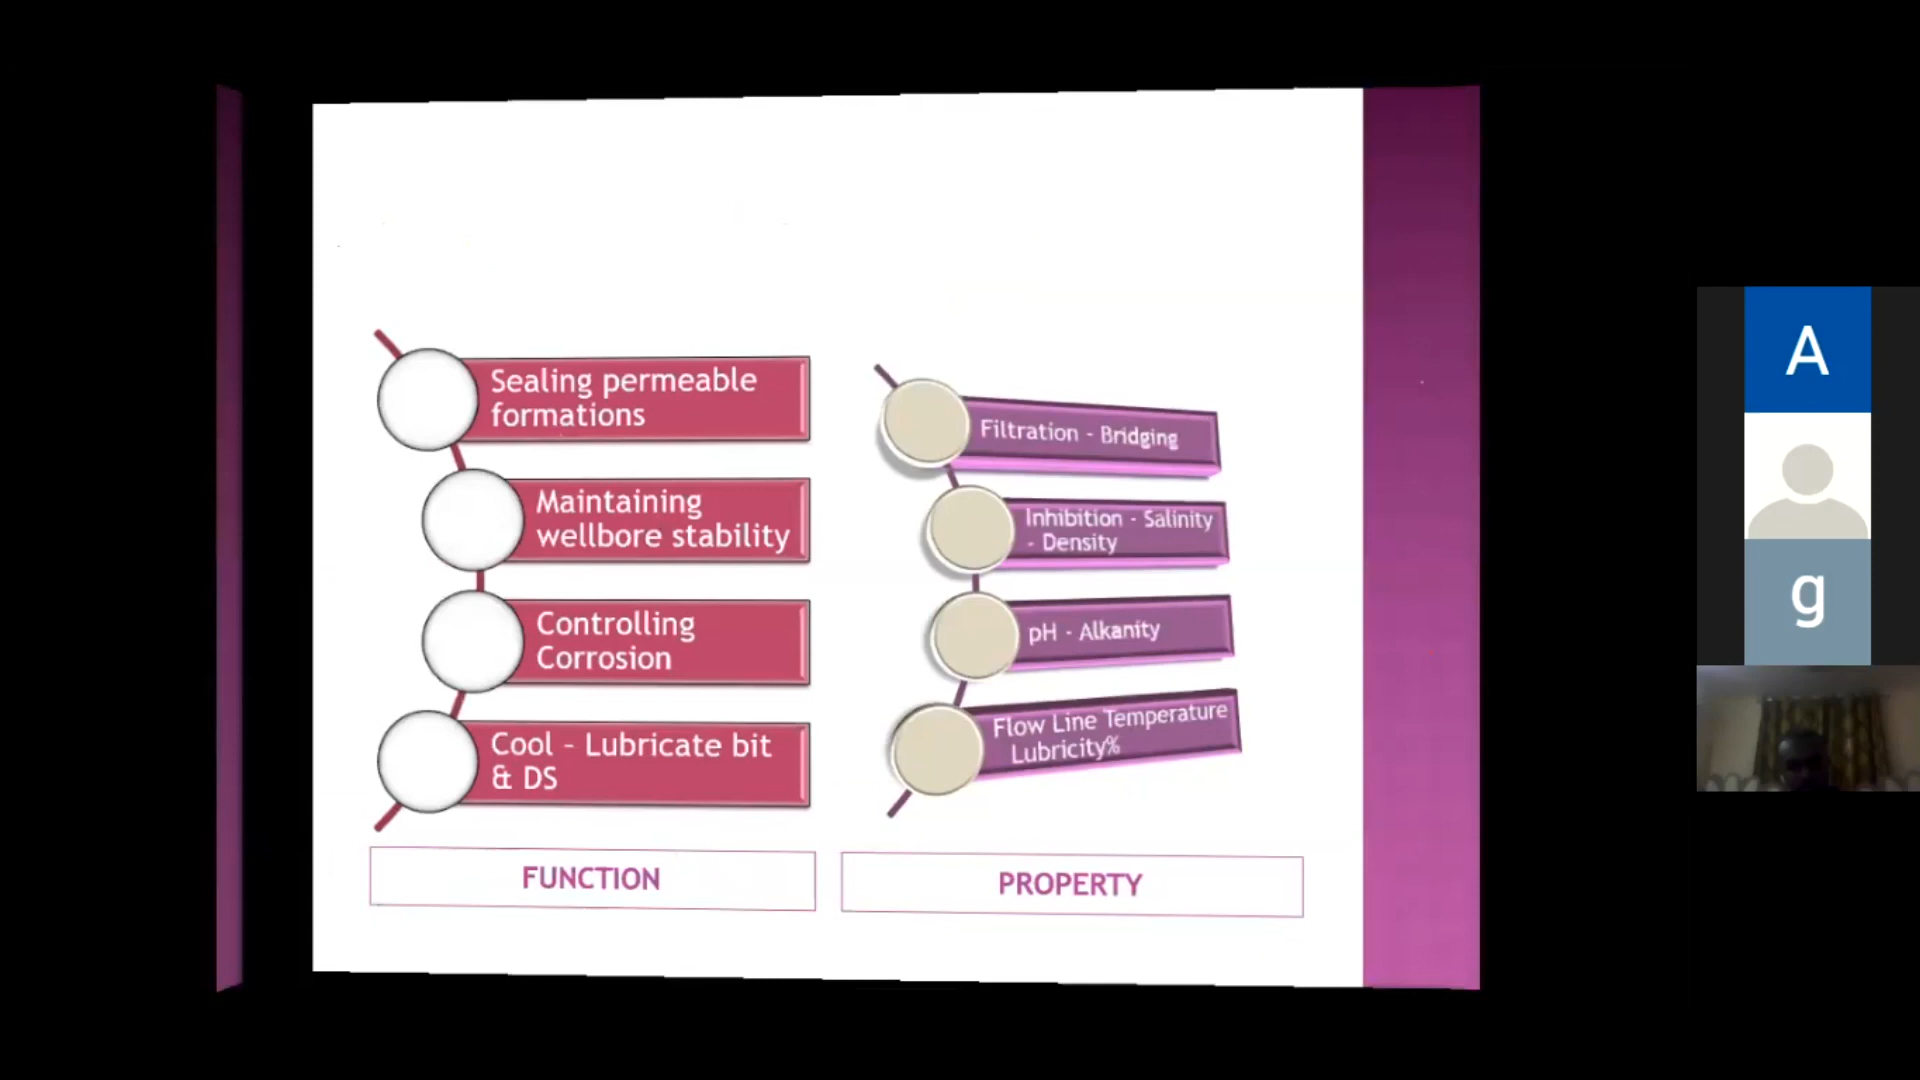 Sealing permeable
formations
Maintaining
wellbore stability
Controlling
Corrosion
Cool - Lubricate bit
& DS
FUNCTION
Filtration - Bridging
Inhibition - Salinity
- Density
pH - Alkanity
Flow Line Temperature
Lubricity%
PROPERTY
A
g